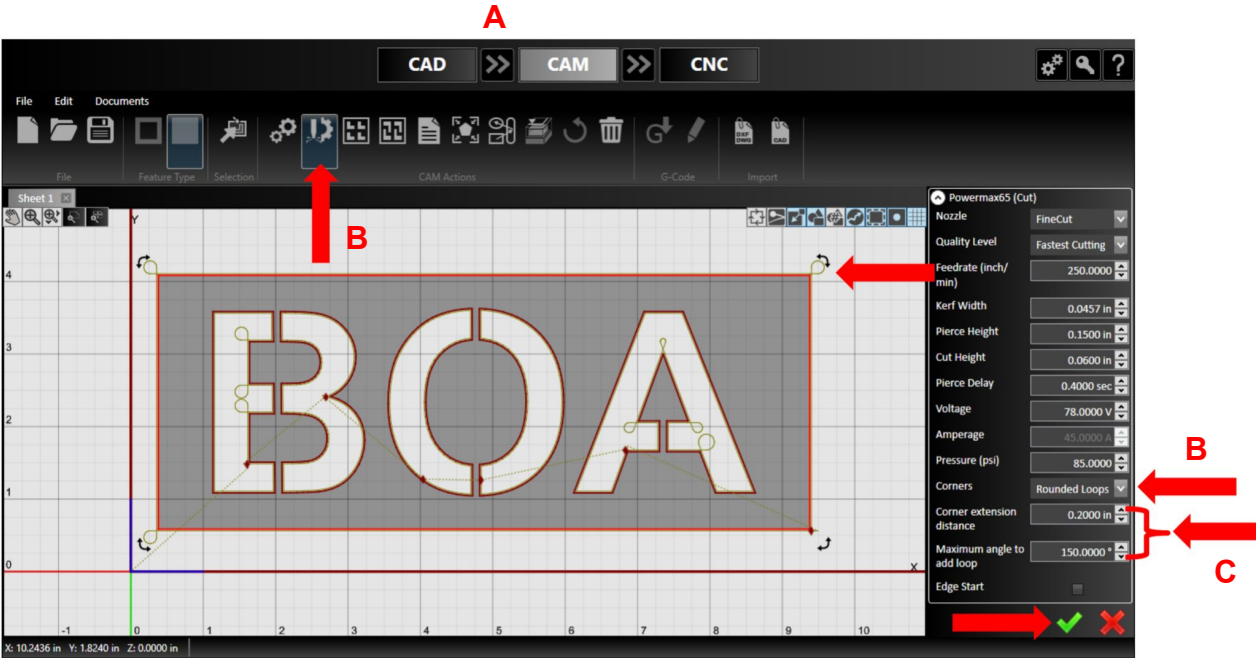 A
CAD >> CAM >> CNC ?
File Edit Documents
DXF DWG CAD
File Feature Type Selection CAM Actions G-Code Import
Sheet 1
Powermax65 (Cut)
Nozzle FineCut
Quality Level Fastest Cutting
Feedrate (inch/
min) 250.0000
Kerf Width 0.0457 in
Pierce Height 0.1500 in
Cut Height 0.0600 in
Pierce Delay 0.4000 sec
Voltage 78.0000 V
Amperage 45.0000 A
Pressure (psi) 85.0000
Corners Rounded Loops
Corner extension
distance 0.2000 in
Maximum angle to
add loop 150.0000 °
Edge Start
B
B
C
Y
4
3
2
1
0
BOA
X
-1 0 1 2 3 4 5 6 7 8 9 10
X: 10.2436 in Y: 1.8240 in Z: 0.0000 in